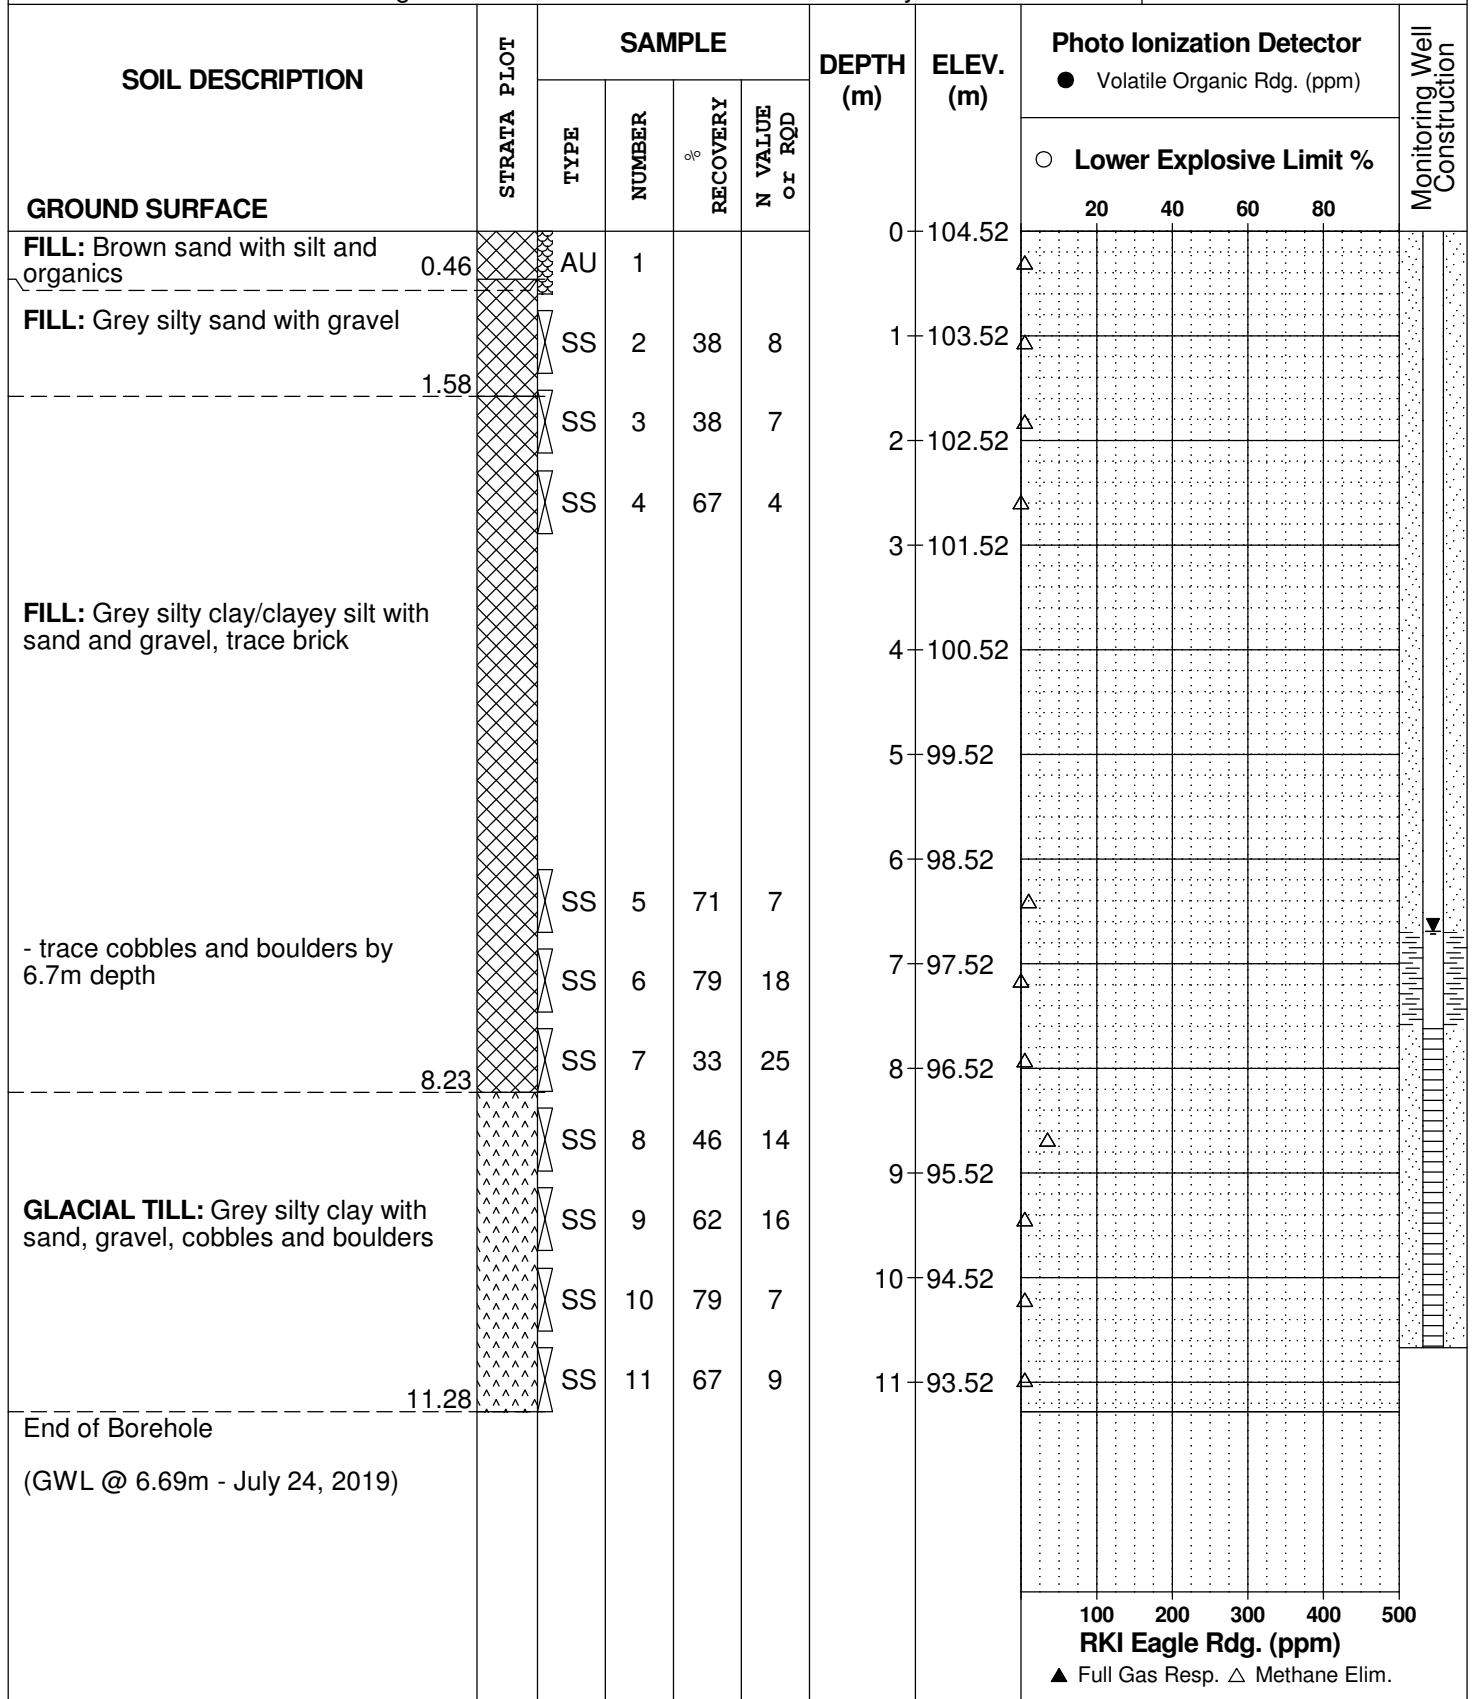 SOIL DESCRIPTION
STRATA PLOT
SAMPLE
TYPE
NUMBER
% RECOVERY
N VALUE or RQD
DEPTH (m)
ELEV. (m)
Photo Ionization Detector
● Volatile Organic Rdg. (ppm)
○ Lower Explosive Limit %
20 40 60 80
Monitoring Well Construction
GROUND SURFACE
0 104.52
FILL: Brown sand with silt and
organics 0.46
AU 1
FILL: Grey silty sand with gravel
SS 2 38 8
1 103.52
1.58
SS 3 38 7
2 102.52
SS 4 67 4
3 101.52
FILL: Grey silty clay/clayey silt with
sand and gravel, trace brick
4 100.52
5 99.52
6 98.52
SS 5 71 7
- trace cobbles and boulders by
6.7m depth
7 97.52
SS 6 79 18
SS 7 33 25
8 96.52
8.23
SS 8 46 14
9 95.52
GLACIAL TILL: Grey silty clay with
sand, gravel, cobbles and boulders
SS 9 62 16
10 94.52
SS 10 79 7
SS 11 67 9
11 93.52
11.28
End of Borehole
(GWL @ 6.69m - July 24, 2019)
100 200 300 400 500
RKI Eagle Rdg. (ppm)
▲ Full Gas Resp. △ Methane Elim.